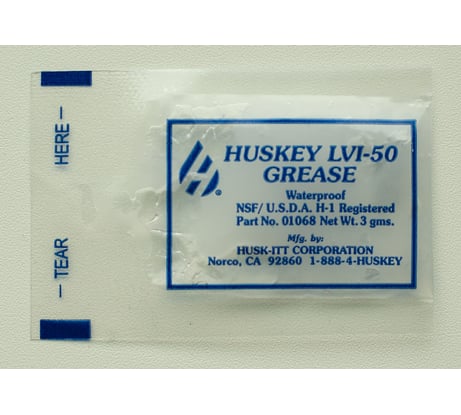 — TEAR HERE —
HUSKEY LVI-50
GREASE
Waterproof
NSF/ U.S.D.A. H-1 Registered
Part No. 01068 Net Wt. 3 gms.
Mfg. by:
HUSK-ITT CORPORATION
Norco, CA 92860 1-888-4-HUSKEY
®